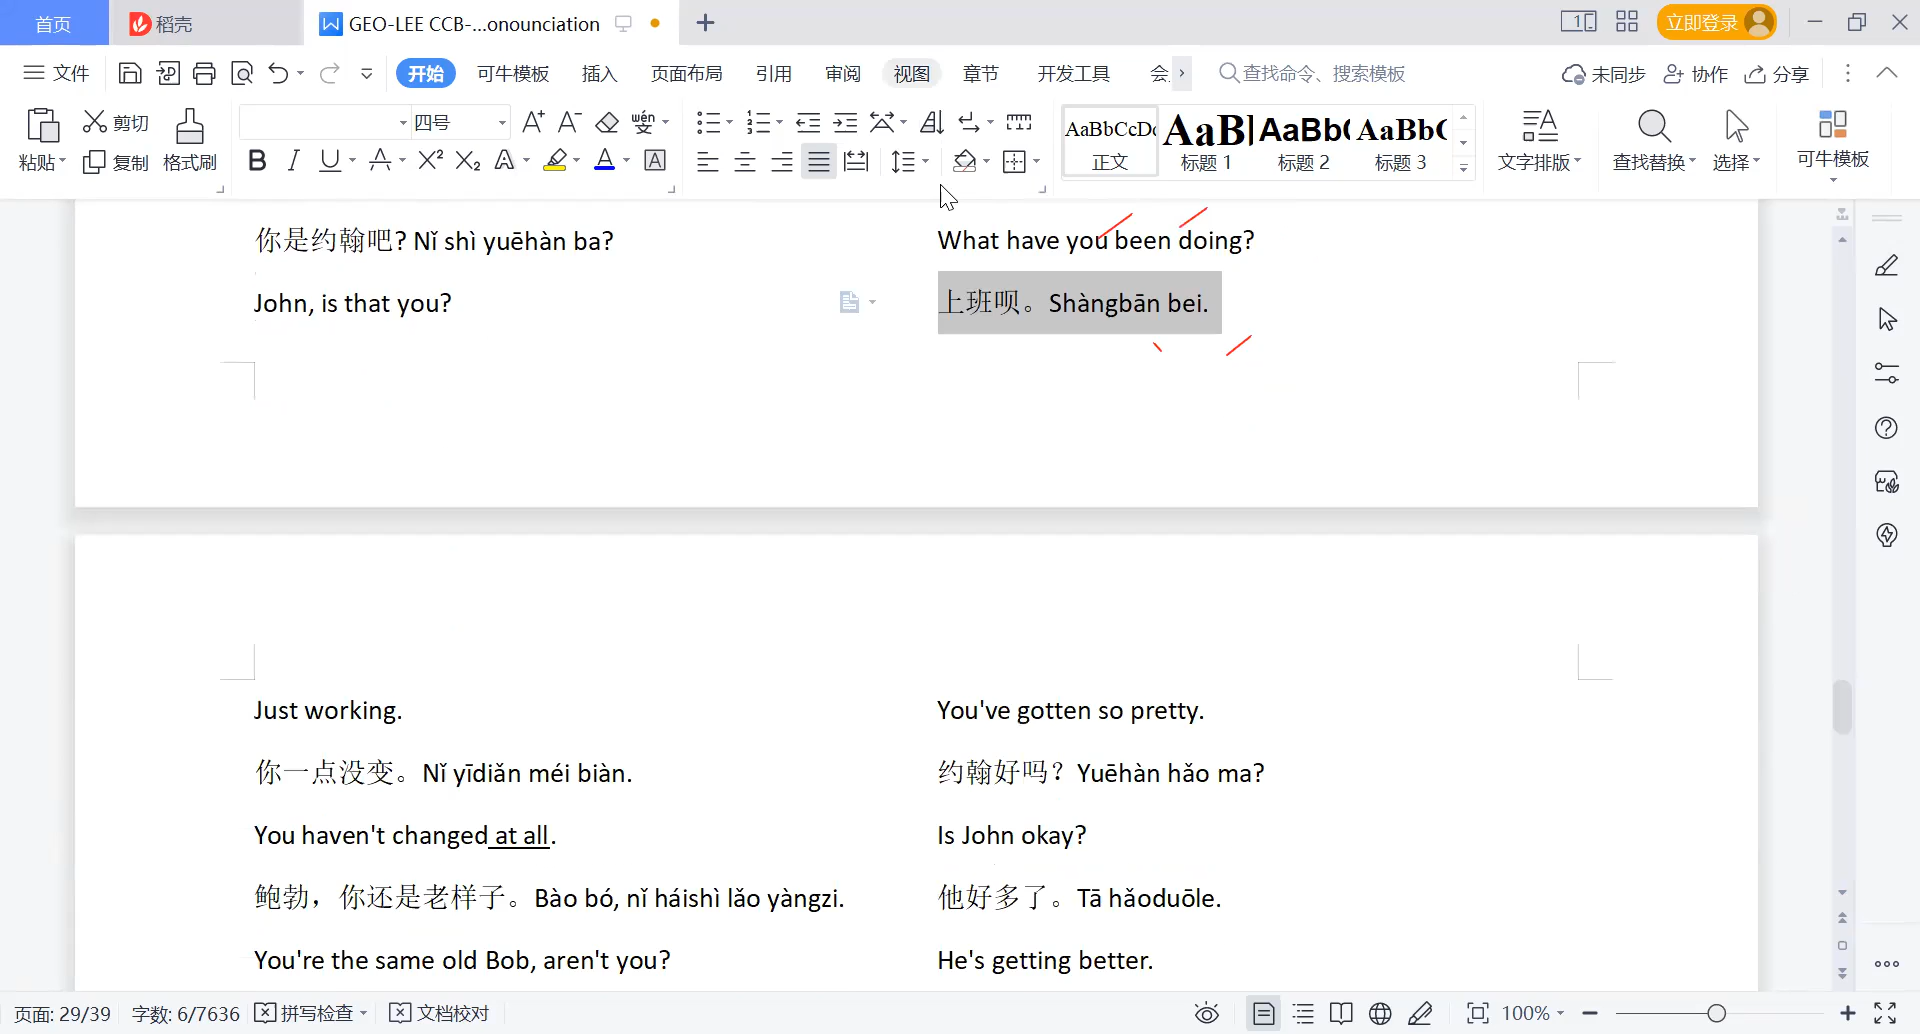 首页
稻壳
GEO-LEE CCB-...onounciation
立即登录
文件
开始
可牛模板
插入
页面布局
引用
审阅
视图
章节
开发工具
会
查找命令、搜索模板
未同步
协作
分享
粘贴
剪切
复制
格式刷
四号
AaBbCcDd
正文
AaBl
标题 1
AaBb(
标题 2
AaBbC
标题 3
文字排版
查找替换
选择
可牛模板
你是约翰吧? Nǐ shì yuēhàn ba?
John, is that you?
What have you been doing?
上班呗。Shàngbān bei.
Just working.
你一点没变。Nǐ yīdiǎn méi biàn.
You haven't changed at all.
鲍勃，你还是老样子。Bào bó, nǐ háishì lǎo yàngzi.
You're the same old Bob, aren't you?
You've gotten so pretty.
约翰好吗？Yuēhàn hǎo ma?
Is John okay?
他好多了。Tā hǎoduōle.
He's getting better.
页面: 29/39
字数: 6/7636
拼写检查
文档校对
100%